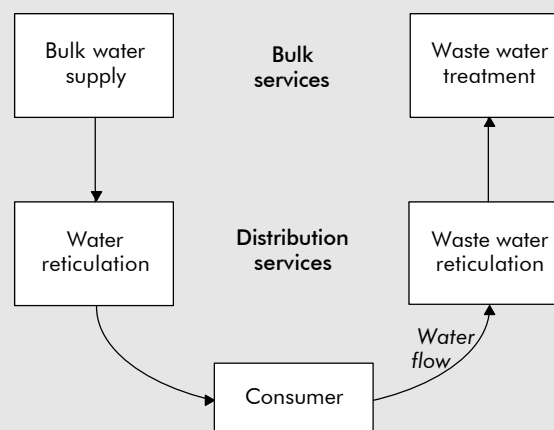 Bulk water
supply
Bulk
services
Waste water
treatment
Water
reticulation
Distribution
services
Waste water
reticulation
Water
flow
Consumer